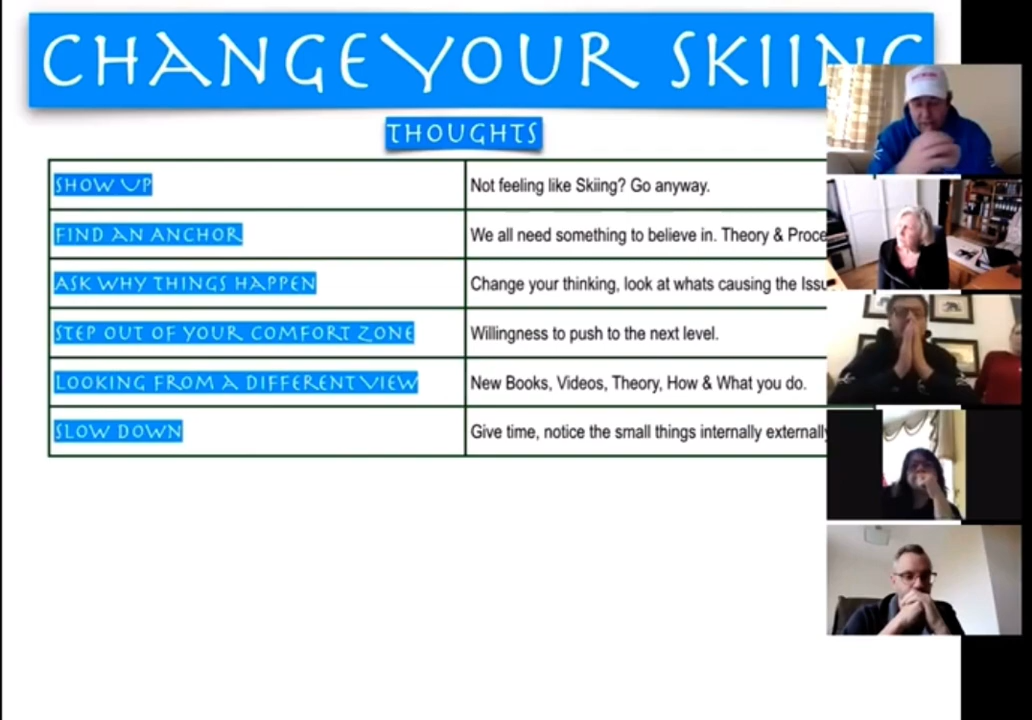 CHANGE YOUR SKIING
THOUGHTS
SHOW UP
Not feeling like Skiing? Go anyway.
FIND AN ANCHOR
We all need something to believe in. Theory & Proce
ASK WHY THINGS HAPPEN
Change your thinking, look at whats causing the Issu
STEP OUT OF YOUR COMFORT ZONE
Willingness to push to the next level.
LOOKING FROM A DIFFERENT VIEW
New Books, Videos, Theory, How & What you do.
SLOW DOWN
Give time, notice the small things internally externally